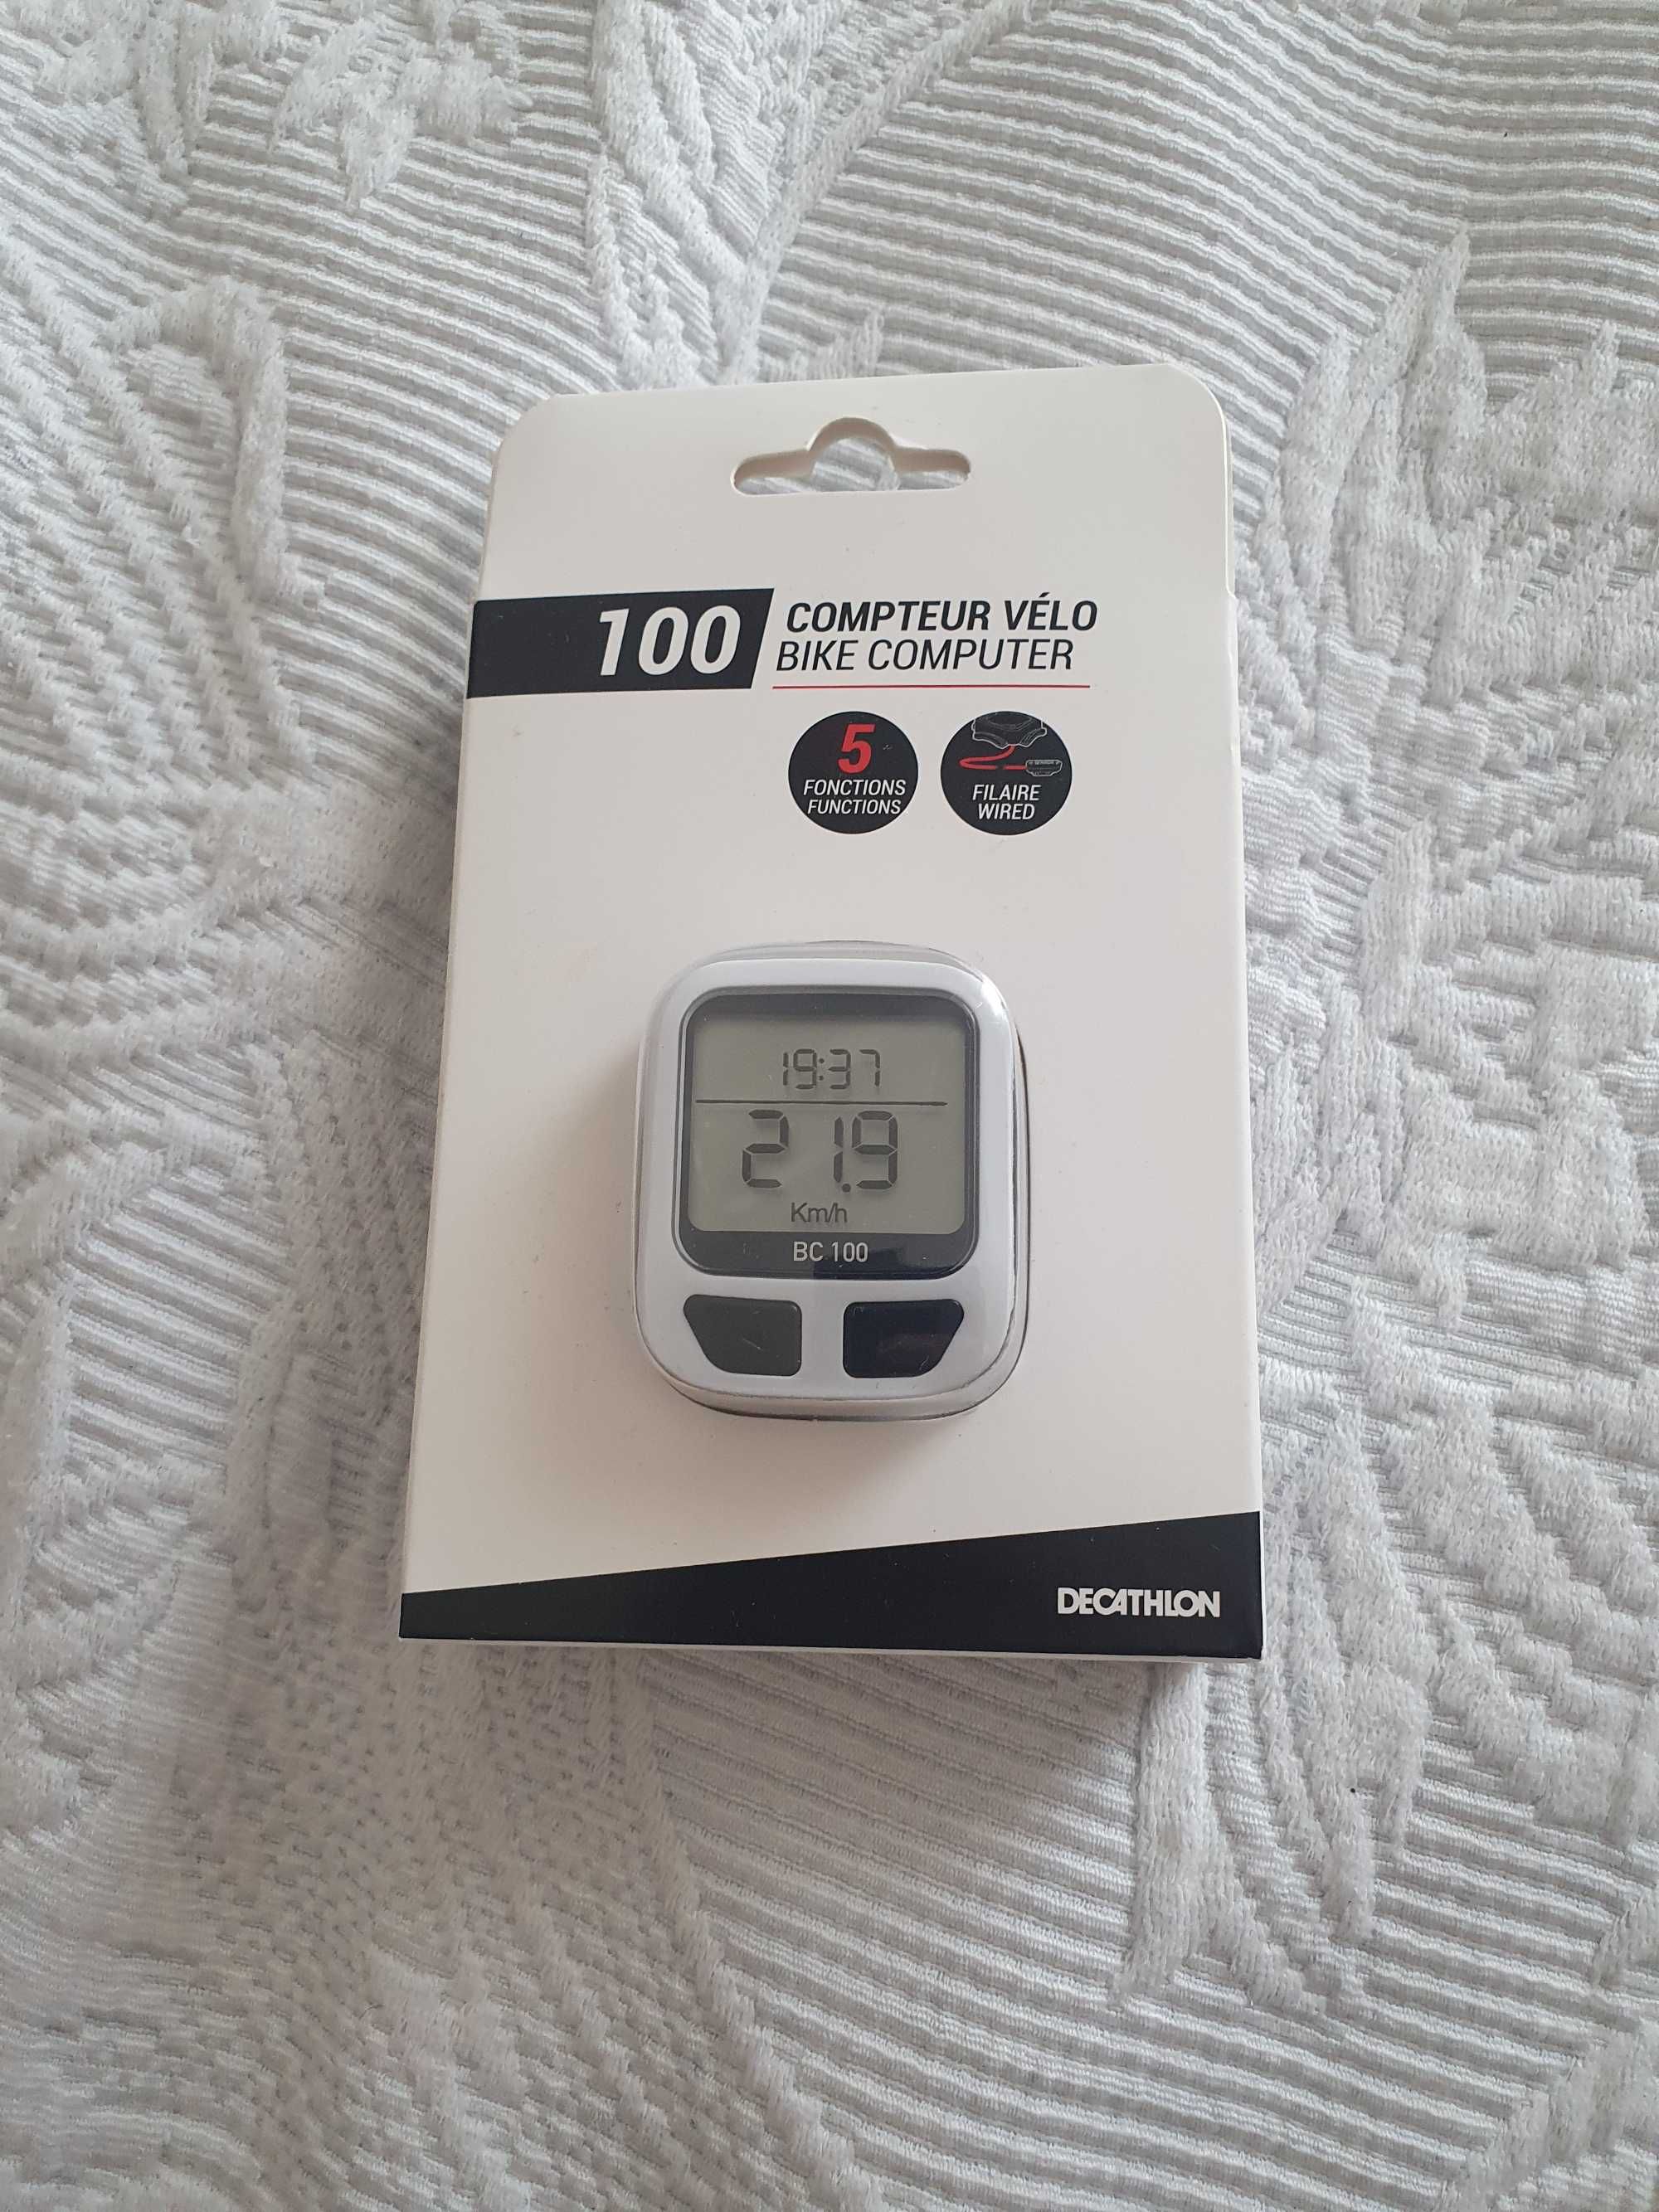 100
COMPTEUR VÉLO
BIKE COMPUTER
5
FONCTIONS
FUNCTIONS
FILAIRE
WIRED
19:37
21.9
Km/h
BC 100
DECATHLON